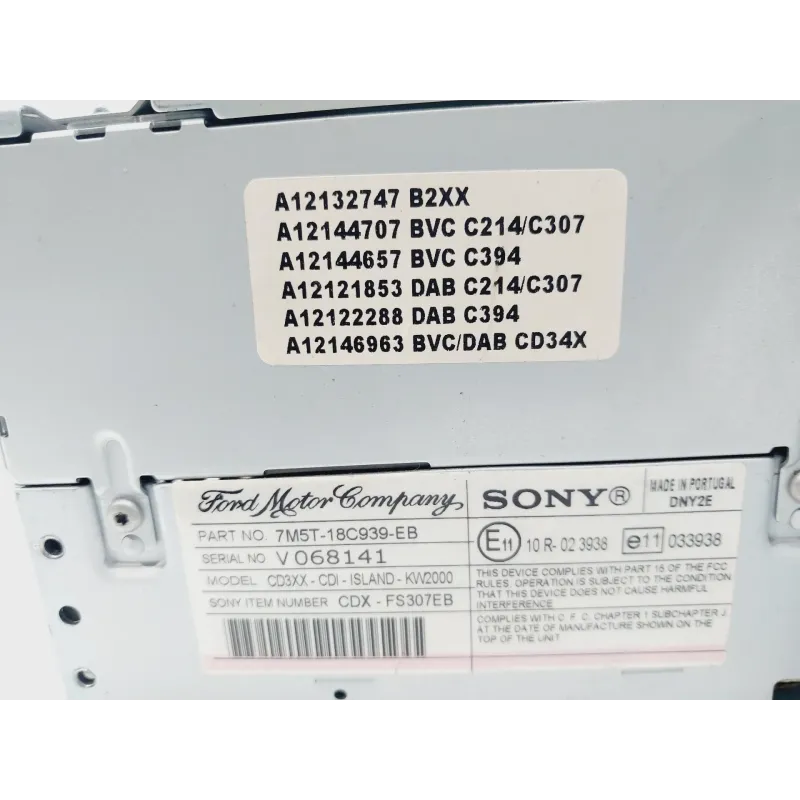 A12132747 B2XX
A12144707 BVC C214/C307
A12144657 BVC C394
A12121853 DAB C214/C307
A12122288 DAB C394
A12146963 BVC/DAB CD34X
Ford Motor Company,
SONY®
MADE IN PORTUGAL
DNY2E
PART NO. 7M5T-18C939-EB
SERIAL NO V068141
MODEL CD3XX - CDI - ISLAND - KW2000
SONY ITEM NUMBER CDX - FS307EB
E11 10 R- 02 3938 e11 033938
THIS DEVICE COMPLIES WITH PART 15 OF THE FCC
RULES. OPERATION IS SUBJECT TO THE CONDITION
THAT THIS DEVICE DOES NOT CAUSE HARMFUL
INTERFERENCE
COMPLIES WITH C. F. C. CHAPTER 1 SUBCHAPTER J
AT THE DATE OF MANUFACTURE SHOWN ON THE
TOP OF THE UNIT